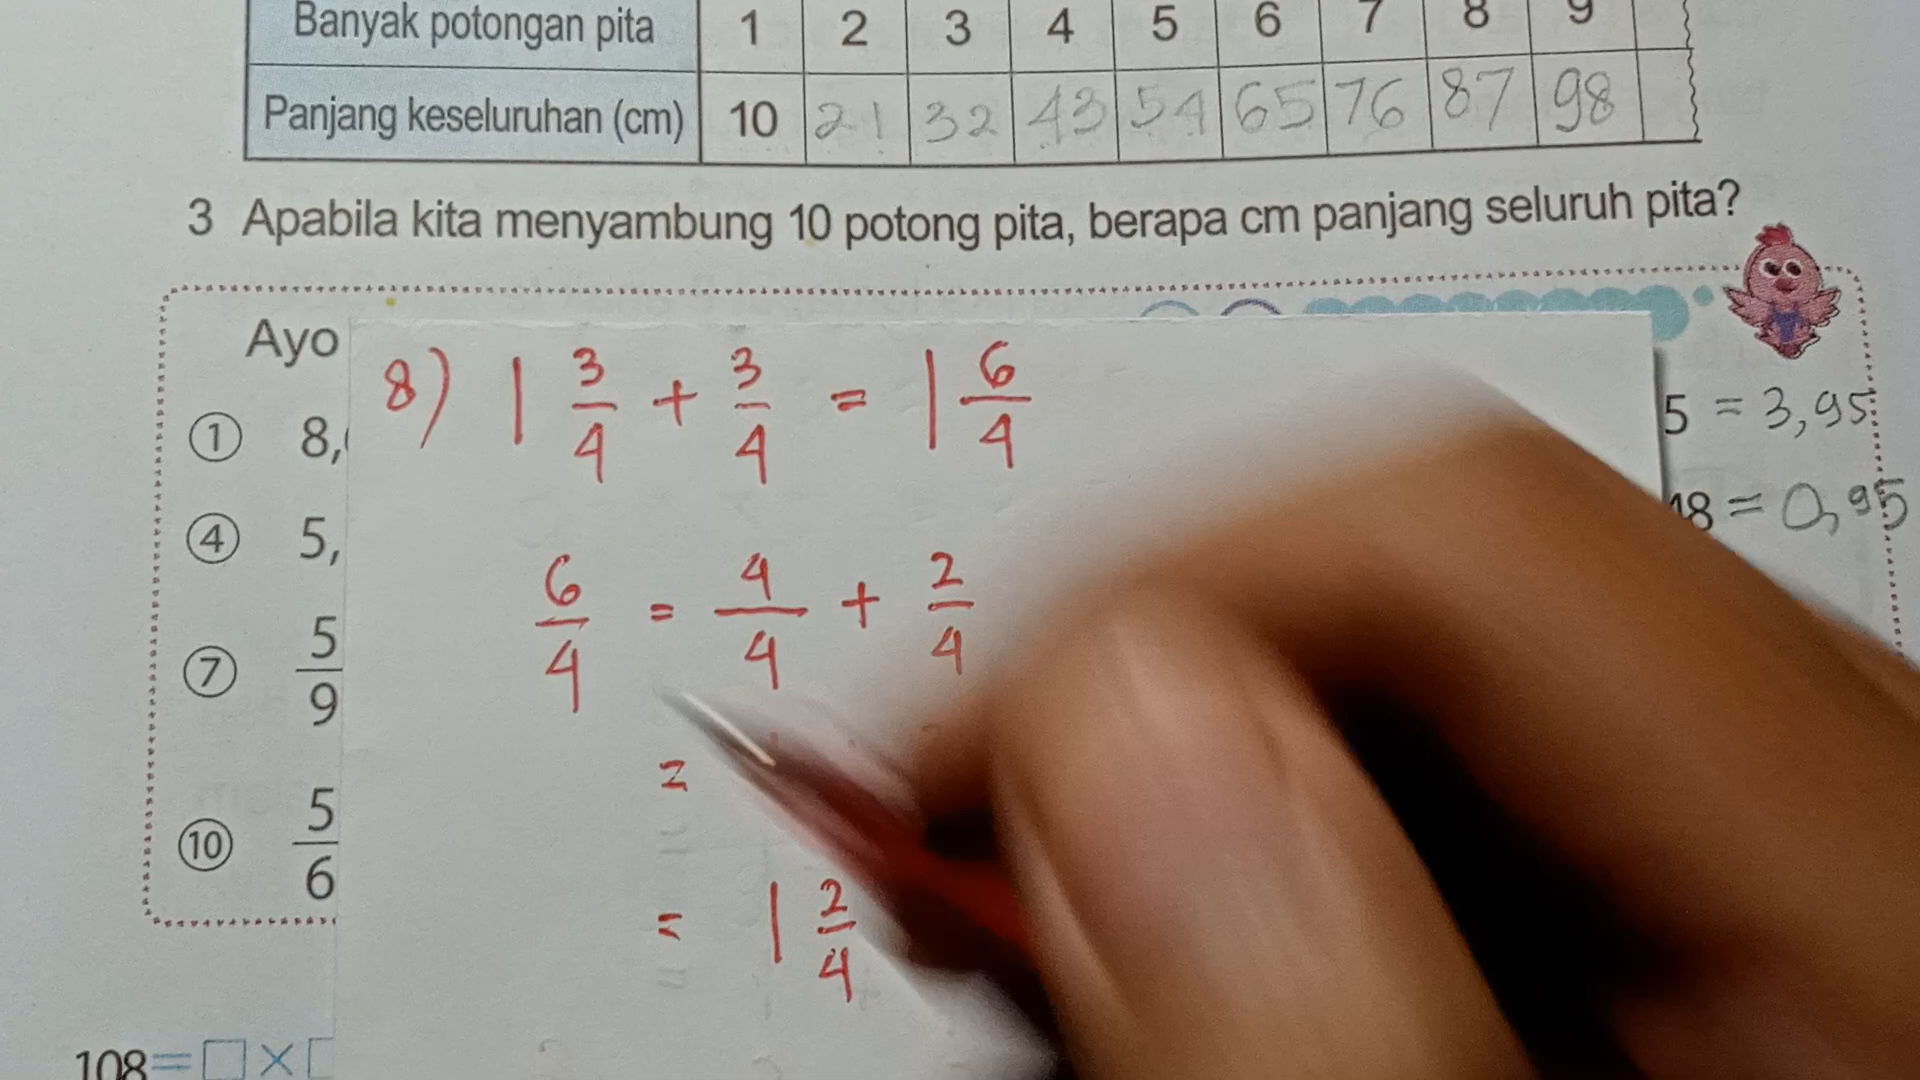 Banyak potongan pita 1 2 3 4 5 6 7 8 9
Panjang keseluruhan (cm) 10 21 32 43 54 65 76 87 98
3 Apabila kita menyambung 10 potong pita, berapa cm panjang seluruh pita?
Ayo
① 8,
5 = 3,95
④ 5,
18 = 0,95
⑦ 5/9
⑩ 5/6
8) 1 3/4 + 3/4 = 1 6/4
6/4 = 4/4 + 2/4
=
= 1 2/4
108 = □ ×